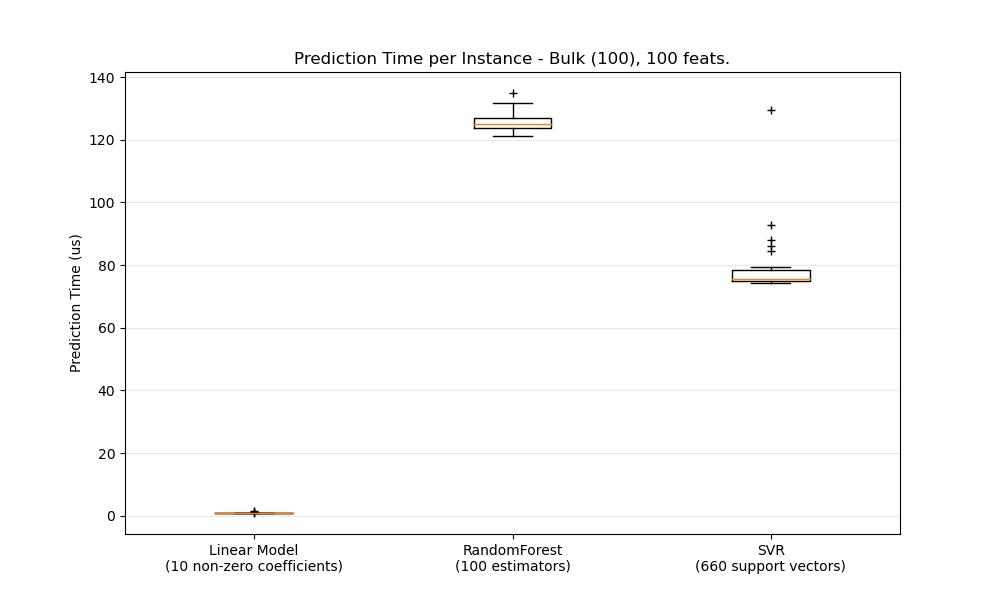 Prediction Time per Instance - Bulk (100), 100 feats.
Prediction Time (us)
140
120
100
80
60
40
20
0
Linear Model
(10 non-zero coefficients)
RandomForest
(100 estimators)
SVR
(660 support vectors)